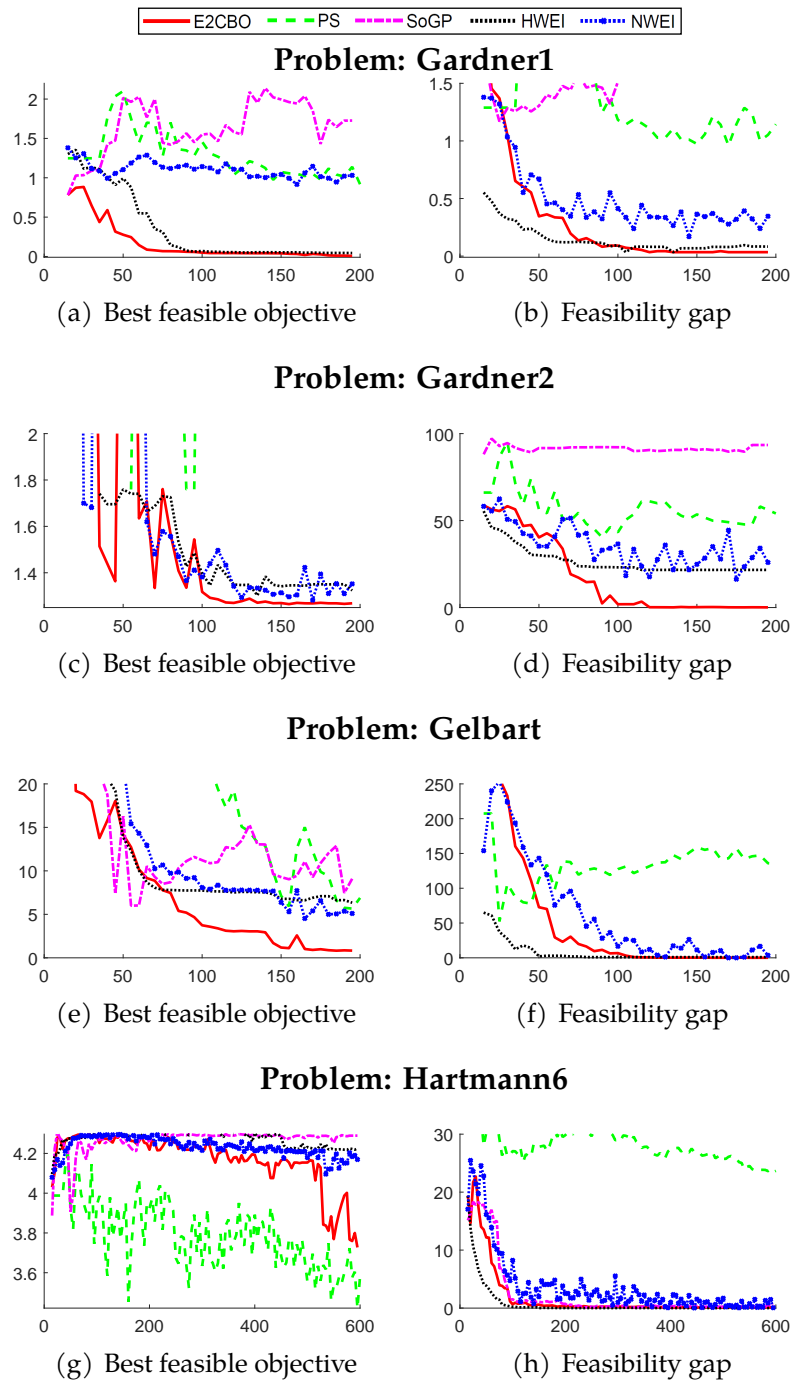 E2CBO PS SoGP HWEI NWEI
Problem: Gardner1
2
1.5
1
0.5
0
0 50 100 150 200
(a) Best feasible objective
1.5
1
0.5
0
0 50 100 150 200
(b) Feasibility gap
Problem: Gardner2
2
1.8
1.6
1.4
0 50 100 150 200
(c) Best feasible objective
100
50
0
0 50 100 150 200
(d) Feasibility gap
Problem: Gelbart
20
15
10
5
0
0 50 100 150 200
(e) Best feasible objective
250
200
150
100
50
0
0 50 100 150 200
(f) Feasibility gap
Problem: Hartmann6
4.2
4
3.8
3.6
0 200 400 600
(g) Best feasible objective
30
20
10
0
0 200 400 600
(h) Feasibility gap